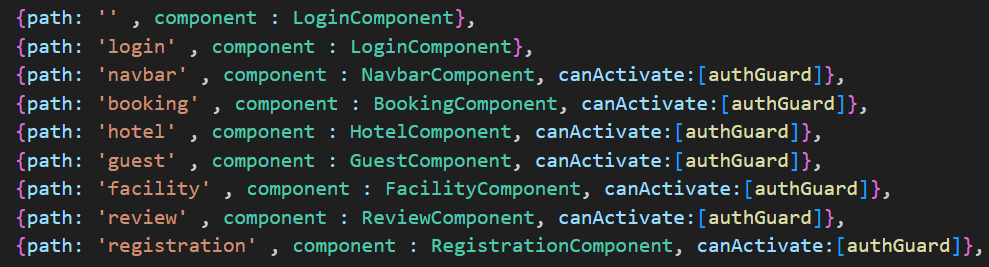 {path: '' , component : LoginComponent},
{path: 'login' , component : LoginComponent},
{path: 'navbar' , component : NavbarComponent, canActivate:[authGuard]},
{path: 'booking' , component : BookingComponent, canActivate:[authGuard]},
{path: 'hotel' , component : HotelComponent, canActivate:[authGuard]},
{path: 'guest' , component : GuestComponent, canActivate:[authGuard]},
{path: 'facility' , component : FacilityComponent, canActivate:[authGuard]},
{path: 'review' , component : ReviewComponent, canActivate:[authGuard]},
{path: 'registration' , component : RegistrationComponent, canActivate:[authGuard]},